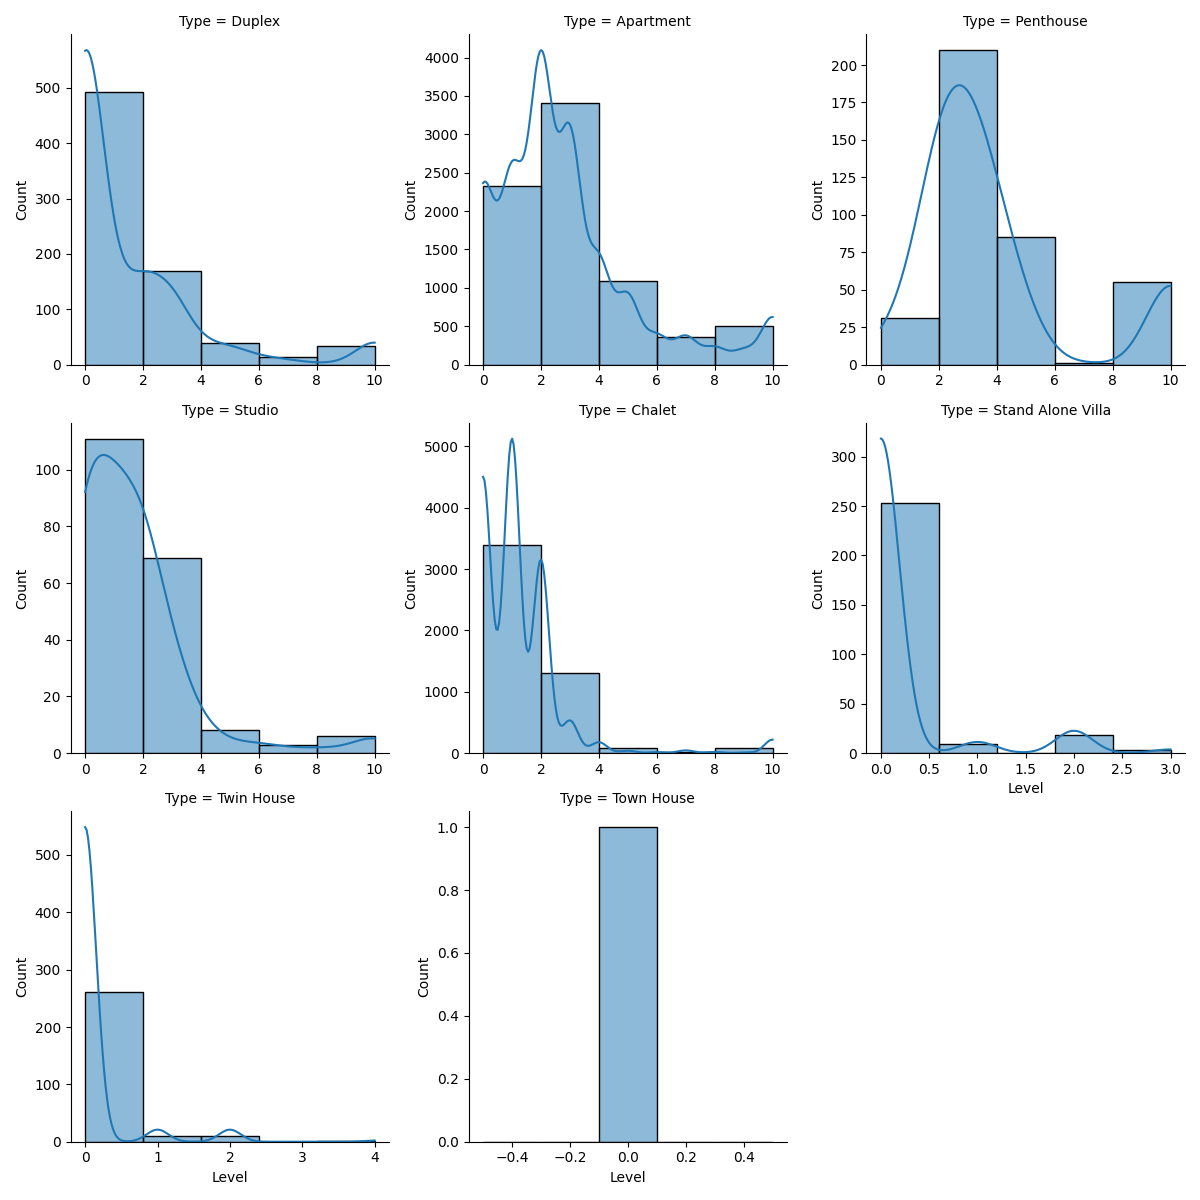 Type = Duplex
Count
500
400
300
200
100
0
0 2 4 6 8 10
Type = Apartment
Count
4000
3500
3000
2500
2000
1500
1000
500
0
0 2 4 6 8 10
Type = Penthouse
Count
200
175
150
125
100
75
50
25
0
0 2 4 6 8 10
Type = Studio
Count
100
80
60
40
20
0
0 2 4 6 8 10
Type = Chalet
Count
5000
4000
3000
2000
1000
0
0 2 4 6 8 10
Type = Stand Alone Villa
Count
300
250
200
150
100
50
0
0.0 0.5 1.0 1.5 2.0 2.5 3.0
Level
Type = Twin House
Count
500
400
300
200
100
0
0 1 2 3 4
Level
Type = Town House
Count
1.0
0.8
0.6
0.4
0.2
0.0
−0.4 −0.2 0.0 0.2 0.4
Level